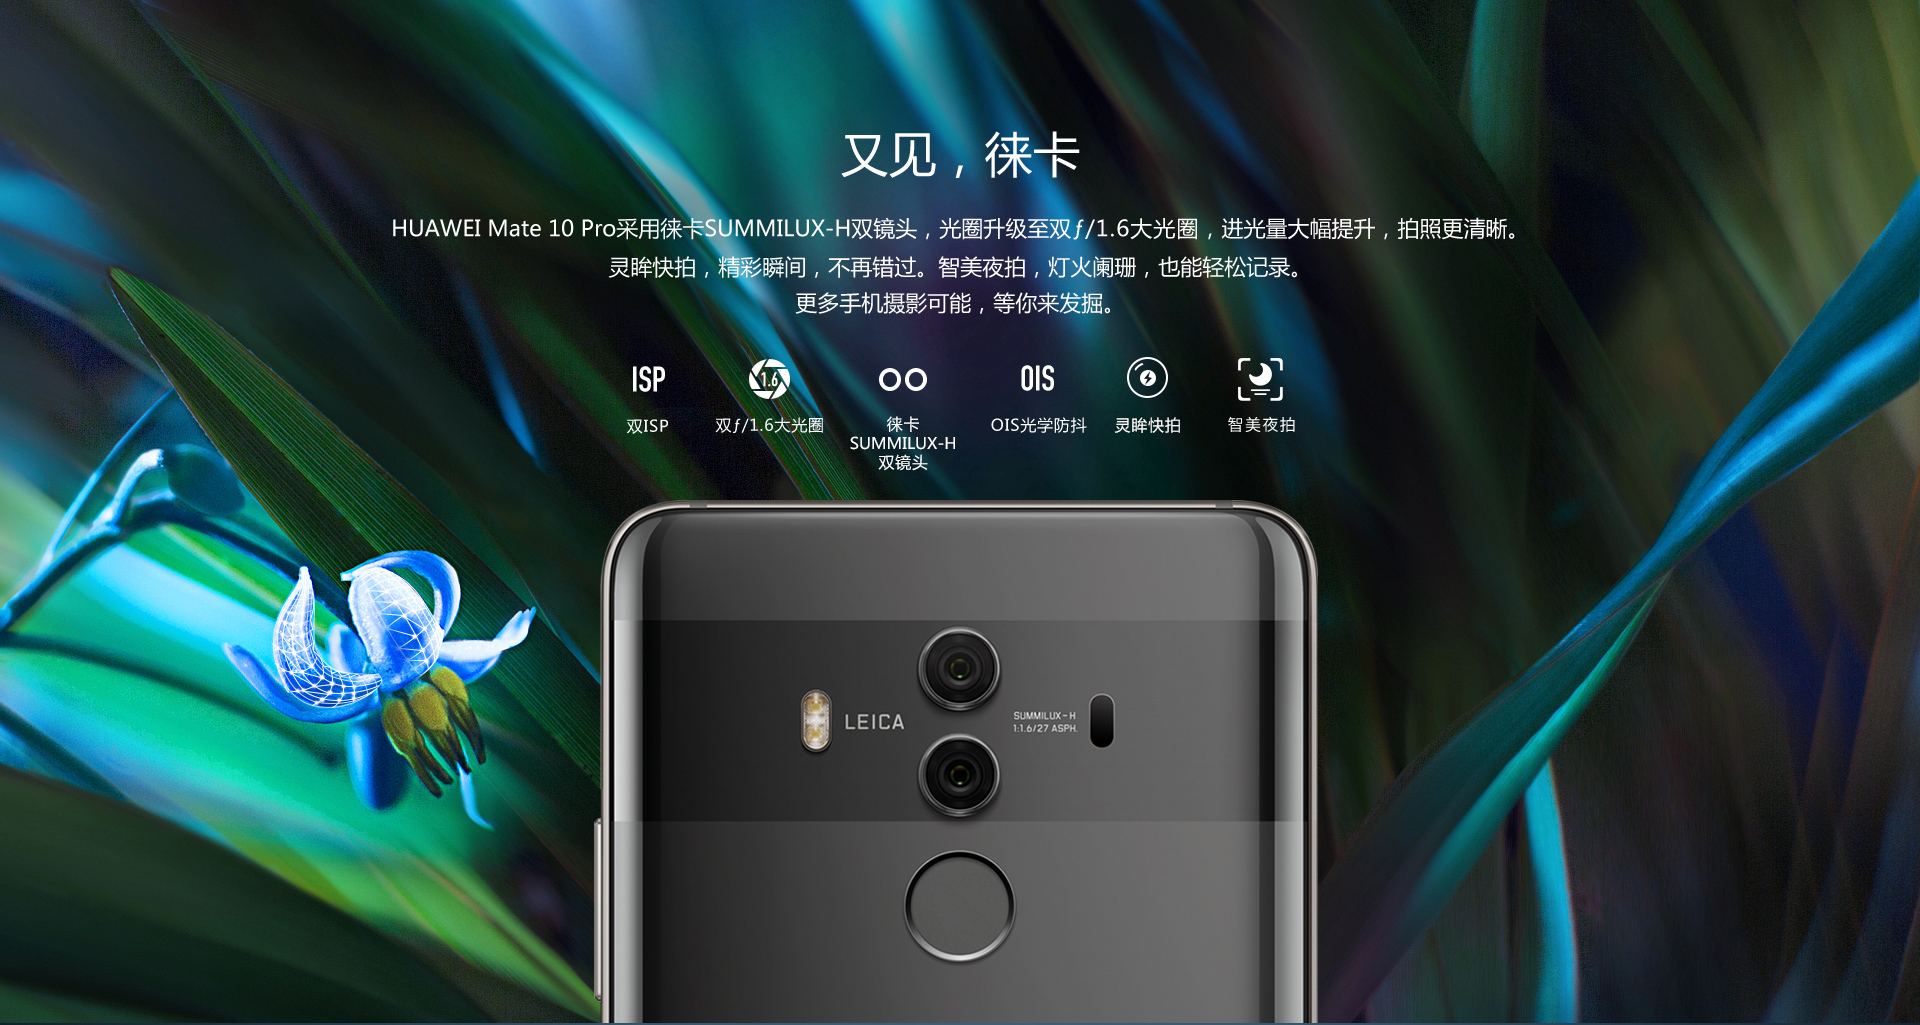 又见，徕卡
HUAWEI Mate 10 Pro采用徕卡SUMMILUX-H双镜头，光圈升级至双ƒ/1.6大光圈，进光量大幅提升，拍照更清晰。
灵眸快拍，精彩瞬间，不再错过。智美夜拍，灯火阑珊，也能轻松记录。
更多手机摄影可能，等你来发掘。
ISP
1.6
OIS
双ISP
双ƒ/1.6大光圈
徕卡
SUMMILUX-H
双镜头
OIS光学防抖
灵眸快拍
智美夜拍
LEICA
SUMMILUX-H
1:1.6/27 ASPH.